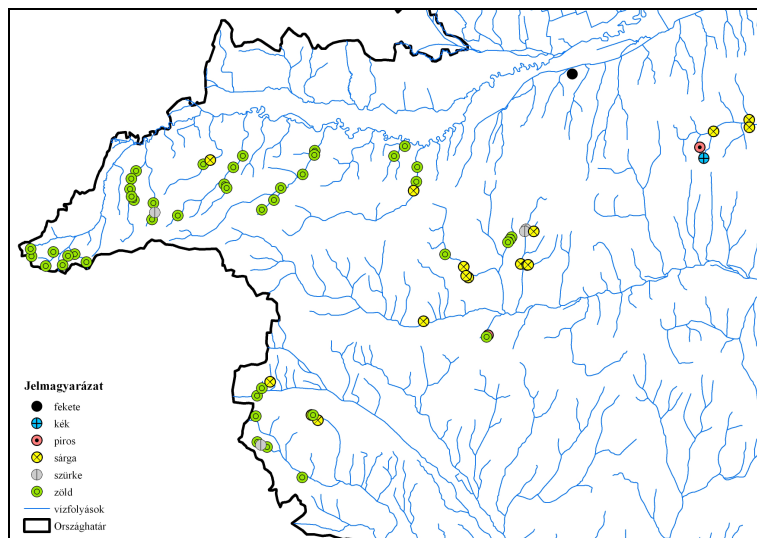 Jelmagyarázat
fekete
kék
piros
sárga
szürke
zöld
vízfolyások
Országhatár